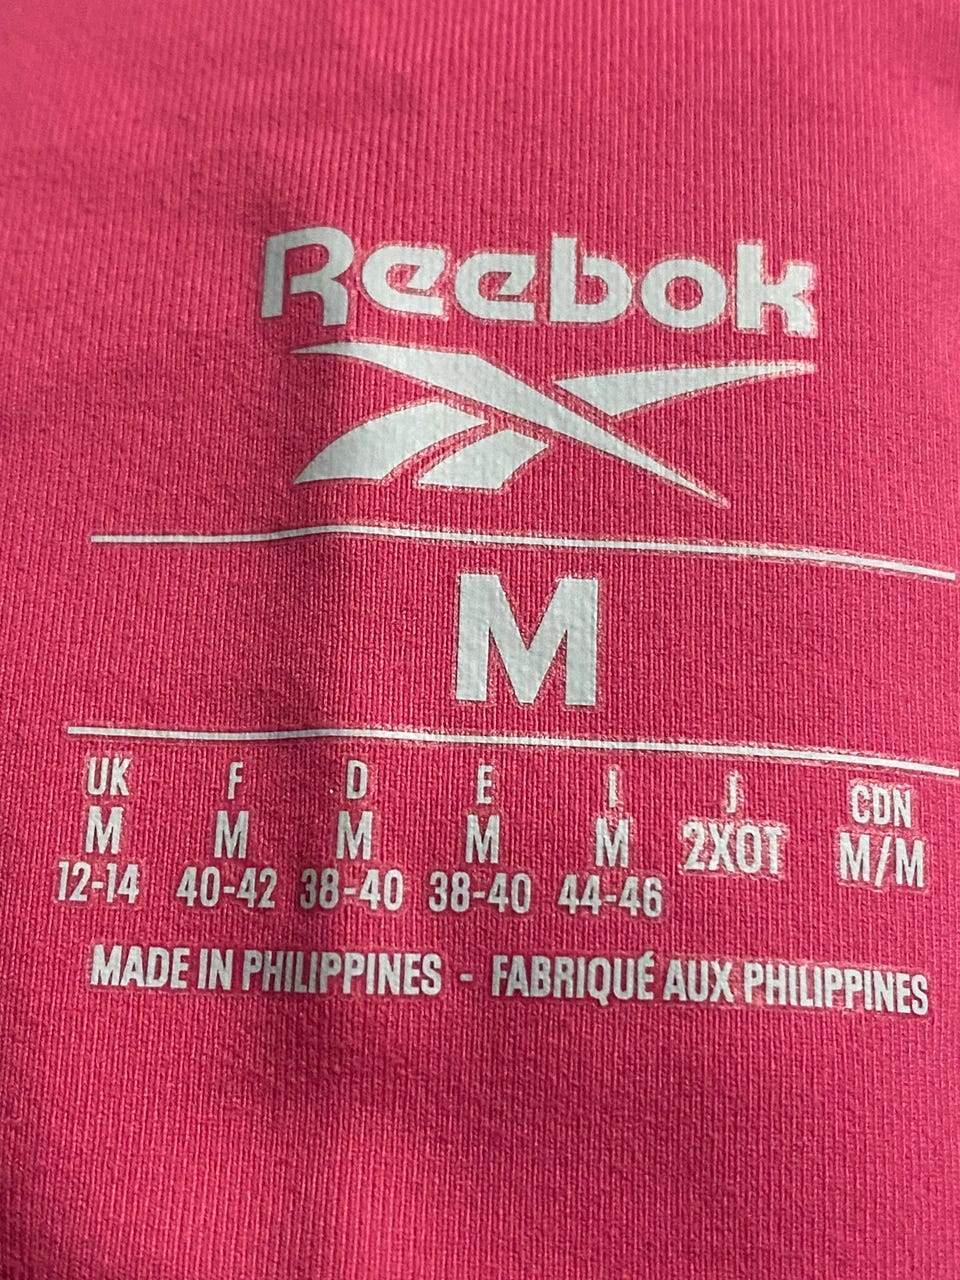 Reebok
M
UK F D E I J CDN
M M M M M 2XOT M/M
12-14 40-42 38-40 38-40 44-46
MADE IN PHILIPPINES - FABRIQUÉ AUX PHILIPPINES